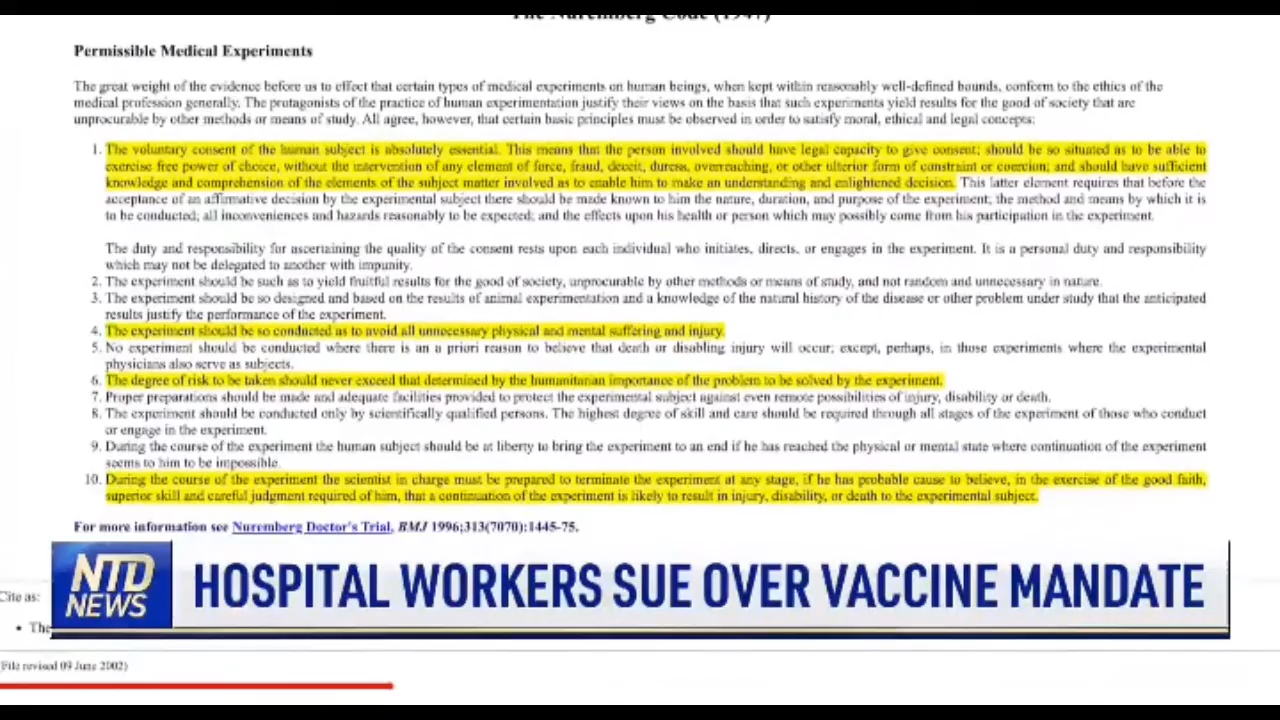 The Nuremberg Code (1947)
Permissible Medical Experiments
The great weight of the evidence before us to effect that certain types of medical experiments on human beings, when kept within reasonably well-defined bounds, conform to the ethics of the
medical profession generally. The protagonists of the practice of human experimentation justify their views on the basis that such experiments yield results for the good of society that are
unprocurable by other methods or means of study. All agree, however, that certain basic principles must be observed in order to satisfy moral, ethical and legal concepts:
1. The voluntary consent of the human subject is absolutely essential. This means that the person involved should have legal capacity to give consent; should be so situated as to be able to
exercise free power of choice, without the intervention of any element of force, fraud, deceit, duress, overreaching, or other ulterior form of constraint or coercion; and should have sufficient
knowledge and comprehension of the elements of the subject matter involved as to enable him to make an understanding and enlightened decision. This latter element requires that before the
acceptance of an affirmative decision by the experimental subject there should be made known to him the nature, duration, and purpose of the experiment; the method and means by which it is
to be conducted; all inconveniences and hazards reasonably to be expected; and the effects upon his health or person which may possibly come from his participation in the experiment.
The duty and responsibility for ascertaining the quality of the consent rests upon each individual who initiates, directs, or engages in the experiment. It is a personal duty and responsibility
which may not be delegated to another with impunity.
2. The experiment should be such as to yield fruitful results for the good of society, unprocurable by other methods or means of study, and not random and unnecessary in nature.
3. The experiment should be so designed and based on the results of animal experimentation and a knowledge of the natural history of the disease or other problem under study that the anticipated
results justify the performance of the experiment.
4. The experiment should be so conducted as to avoid all unnecessary physical and mental suffering and injury.
5. No experiment should be conducted where there is an a priori reason to believe that death or disabling injury will occur; except, perhaps, in those experiments where the experimental
physicians also serve as subjects.
6. The degree of risk to be taken should never exceed that determined by the humanitarian importance of the problem to be solved by the experiment.
7. Proper preparations should be made and adequate facilities provided to protect the experimental subject against even remote possibilities of injury, disability or death.
8. The experiment should be conducted only by scientifically qualified persons. The highest degree of skill and care should be required through all stages of the experiment of those who conduct
or engage in the experiment.
9. During the course of the experiment the human subject should be at liberty to bring the experiment to an end if he has reached the physical or mental state where continuation of the experiment
seems to him to be impossible.
10. During the course of the experiment the scientist in charge must be prepared to terminate the experiment at any stage, if he has probable cause to believe, in the exercise of the good faith,
superior skill and careful judgment required of him, that a continuation of the experiment is likely to result in injury, disability, or death to the experimental subject.
For more information see Nuremberg Doctor's Trial, BMJ 1996;313(7070):1445-75.
NTD
NEWS
HOSPITAL WORKERS SUE OVER VACCINE MANDATE
Cite as:
• The
(File revised 09 June 2002)